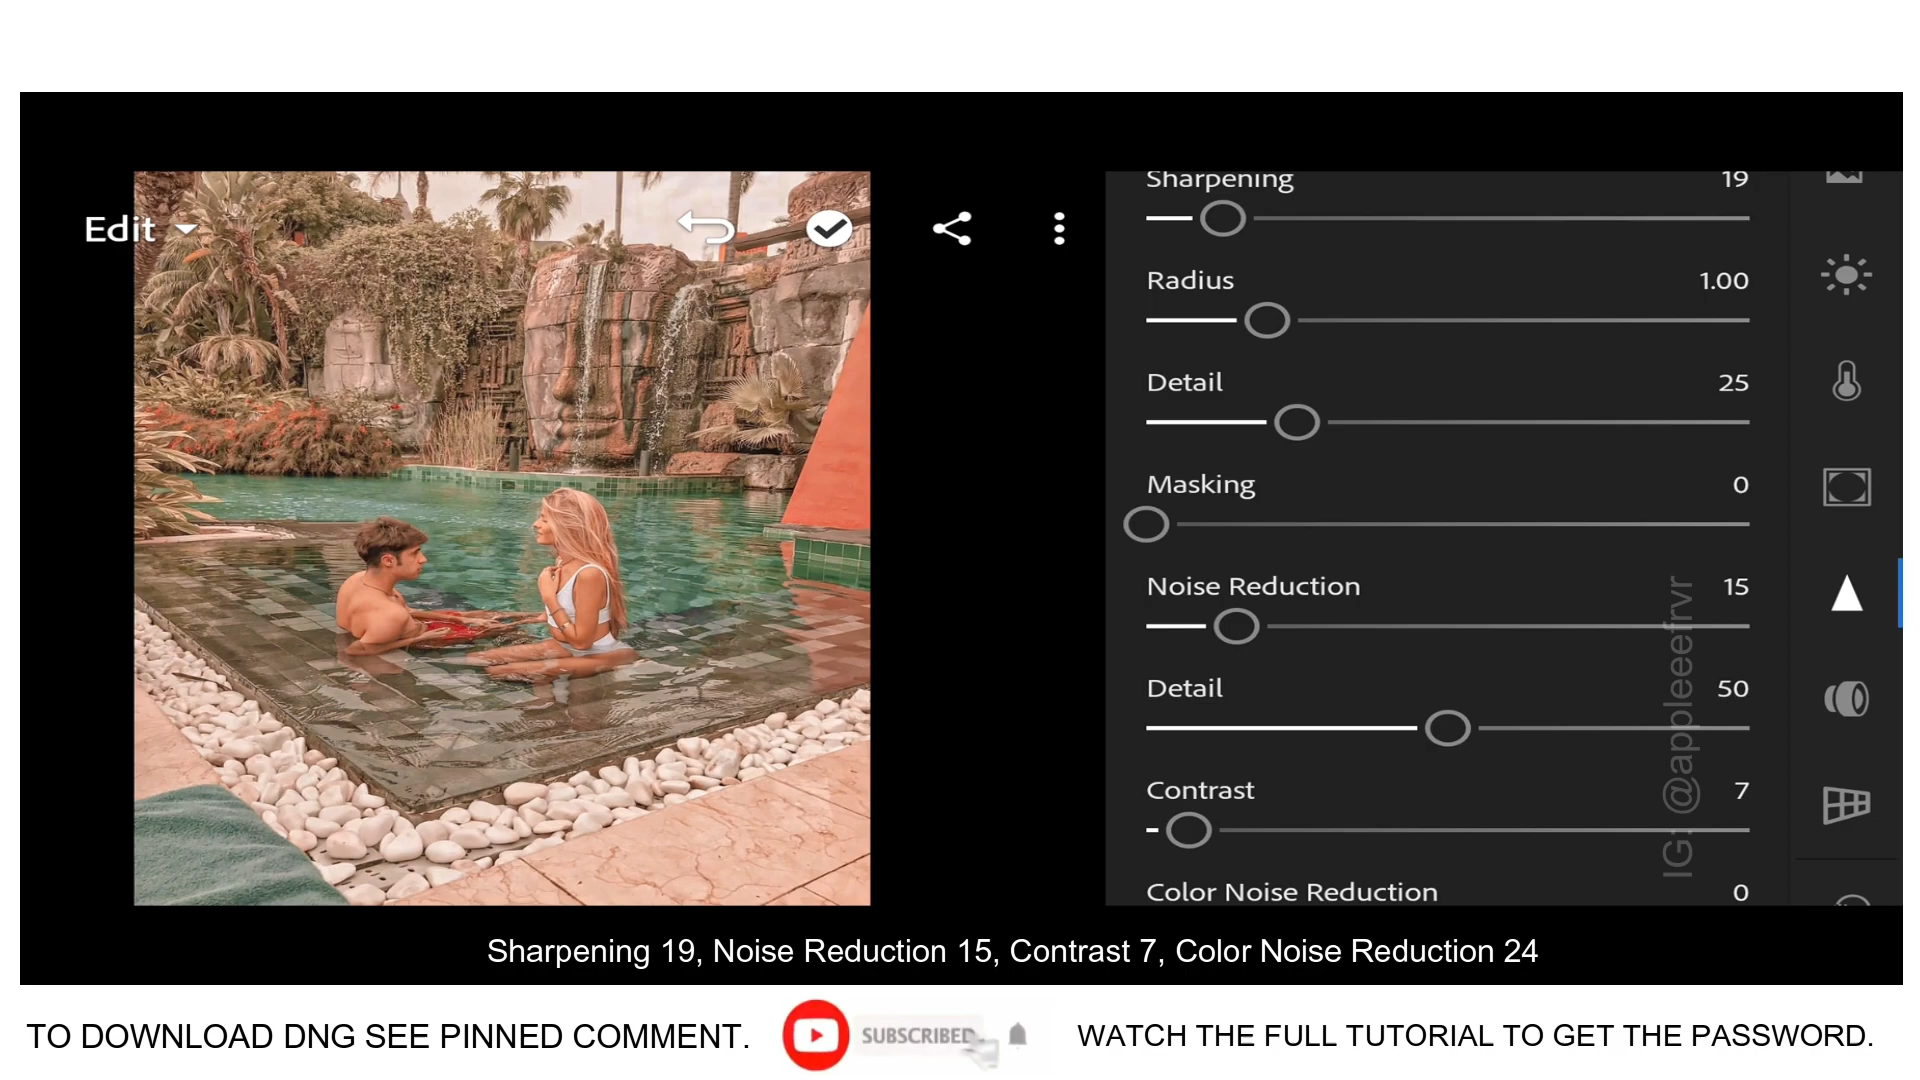 Edit
Sharpening 19
Radius 1.00
Detail 25
Masking 0
Noise Reduction 15
Detail 50
Contrast 7
Color Noise Reduction 0
IG: @appleeefrvr
Sharpening 19, Noise Reduction 15, Contrast 7, Color Noise Reduction 24
TO DOWNLOAD DNG SEE PINNED COMMENT.
SUBSCRIBED
WATCH THE FULL TUTORIAL TO GET THE PASSWORD.